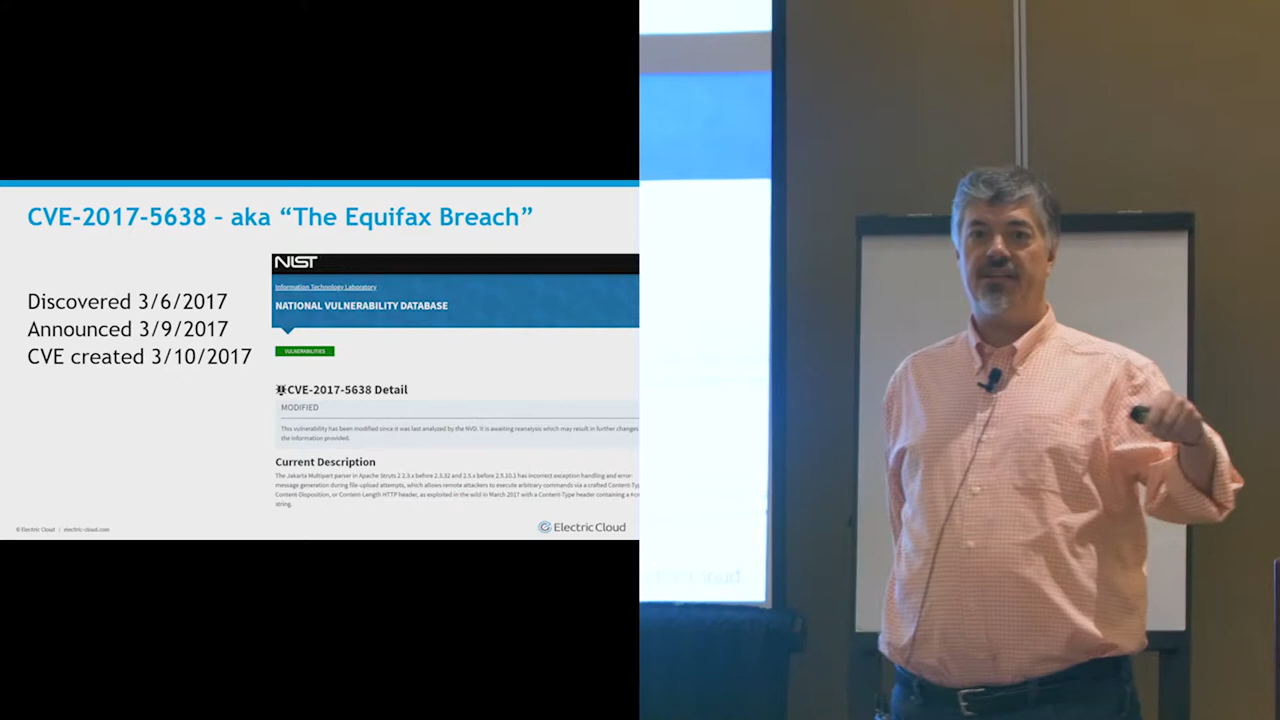 CVE-2017-5638 – aka “The Equifax Breach”
Discovered 3/6/2017
Announced 3/9/2017
CVE created 3/10/2017
NIST
Information Technology Laboratory
NATIONAL VULNERABILITY DATABASE
VULNERABILITIES
CVE-2017-5638 Detail
MODIFIED
This vulnerability has been modified since it was last analyzed by the NVD. It is awaiting reanalysis which may result in further changes
the information provided.
Current Description
The Jakarta Multipart parser in Apache Struts 2 2.3.x before 2.3.32 and 2.5.x before 2.5.10.1 has incorrect exception handling and error-
message generation during file-upload attempts, which allows remote attackers to execute arbitrary commands via a crafted Content-Typ
Content-Disposition, or Content-Length HTTP header, as exploited in the wild in March 2017 with a Content-Type header containing a
string.
© Electric Cloud | electric-cloud.com
Electric Cloud